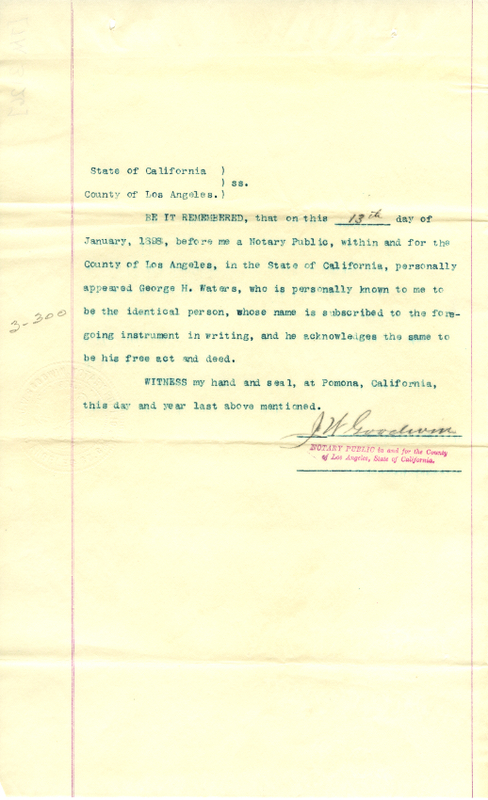 State of California )
) ss.
County of Los Angeles. )
BE IT REMEMBERED, that on this 13th day of
January, 1898, before me a Notary Public, within and for the
County of Los Angeles, in the State of California, personally
appeared George H. Waters, who is personally known to me to
be the identical person, whose name is subscribed to the fore-
going instrument in writing, and he acknowledges the same to
be his free act and deed.
WITNESS my hand and seal, at Pomona, California,
this day and year last above mentioned.
J W Goodwin
NOTARY PUBLIC in and for the County
of Los Angeles, State of California.
3-300